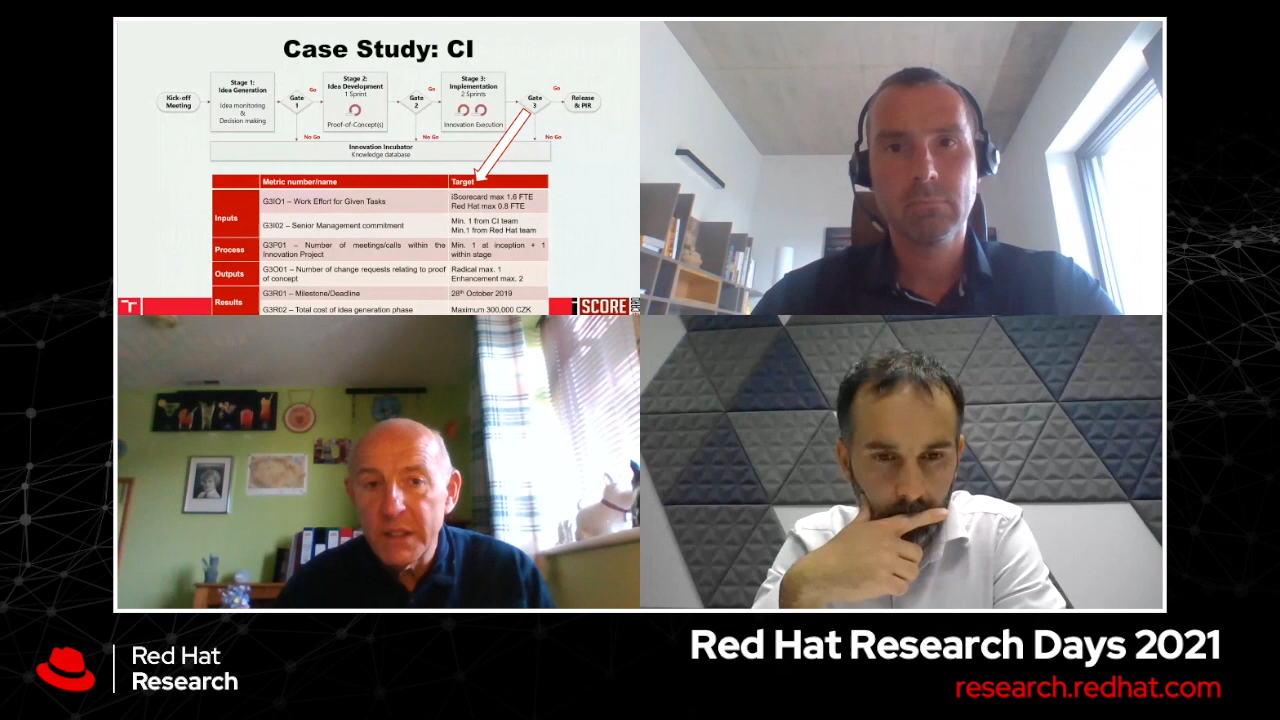 Case Study: CI
Kick-off
Meeting
Stage 1:
Idea Generation
Idea monitoring
&
Decision making
Gate
1
Go
No Go
Stage 2:
Idea Development
1 Sprint
Proof-of-Concept(s)
Gate
2
Go
No Go
Stage 3:
Implementation
2 Sprints
Innovation Execution
Gate
3
Go
No Go
Release
& PIR
Innovation Incubator
Knowledge database
Metric number/name Target
Inputs
G3IO1 – Work Effort for Given Tasks
iScorecard max 1.6 FTE
Red Hat max 0.8 FTE
G3I02 – Senior Management commitment
Min. 1 from CI team
Min.1 from Red Hat team
Process
G3P01 – Number of meetings/calls within the
Innovation Project
Min. 1 at inception + 1
within stage
Outputs
G3O01 – Number of change requests relating to proof
of concept
Radical max. 1
Enhancement max. 2
Results
G3R01 – Milestone/Deadline
28th October 2019
G3R02 – Total cost of idea generation phase
Maximum 300,000 CZK
iSCORE
Red Hat
Research
Red Hat Research Days 2021
research.redhat.com